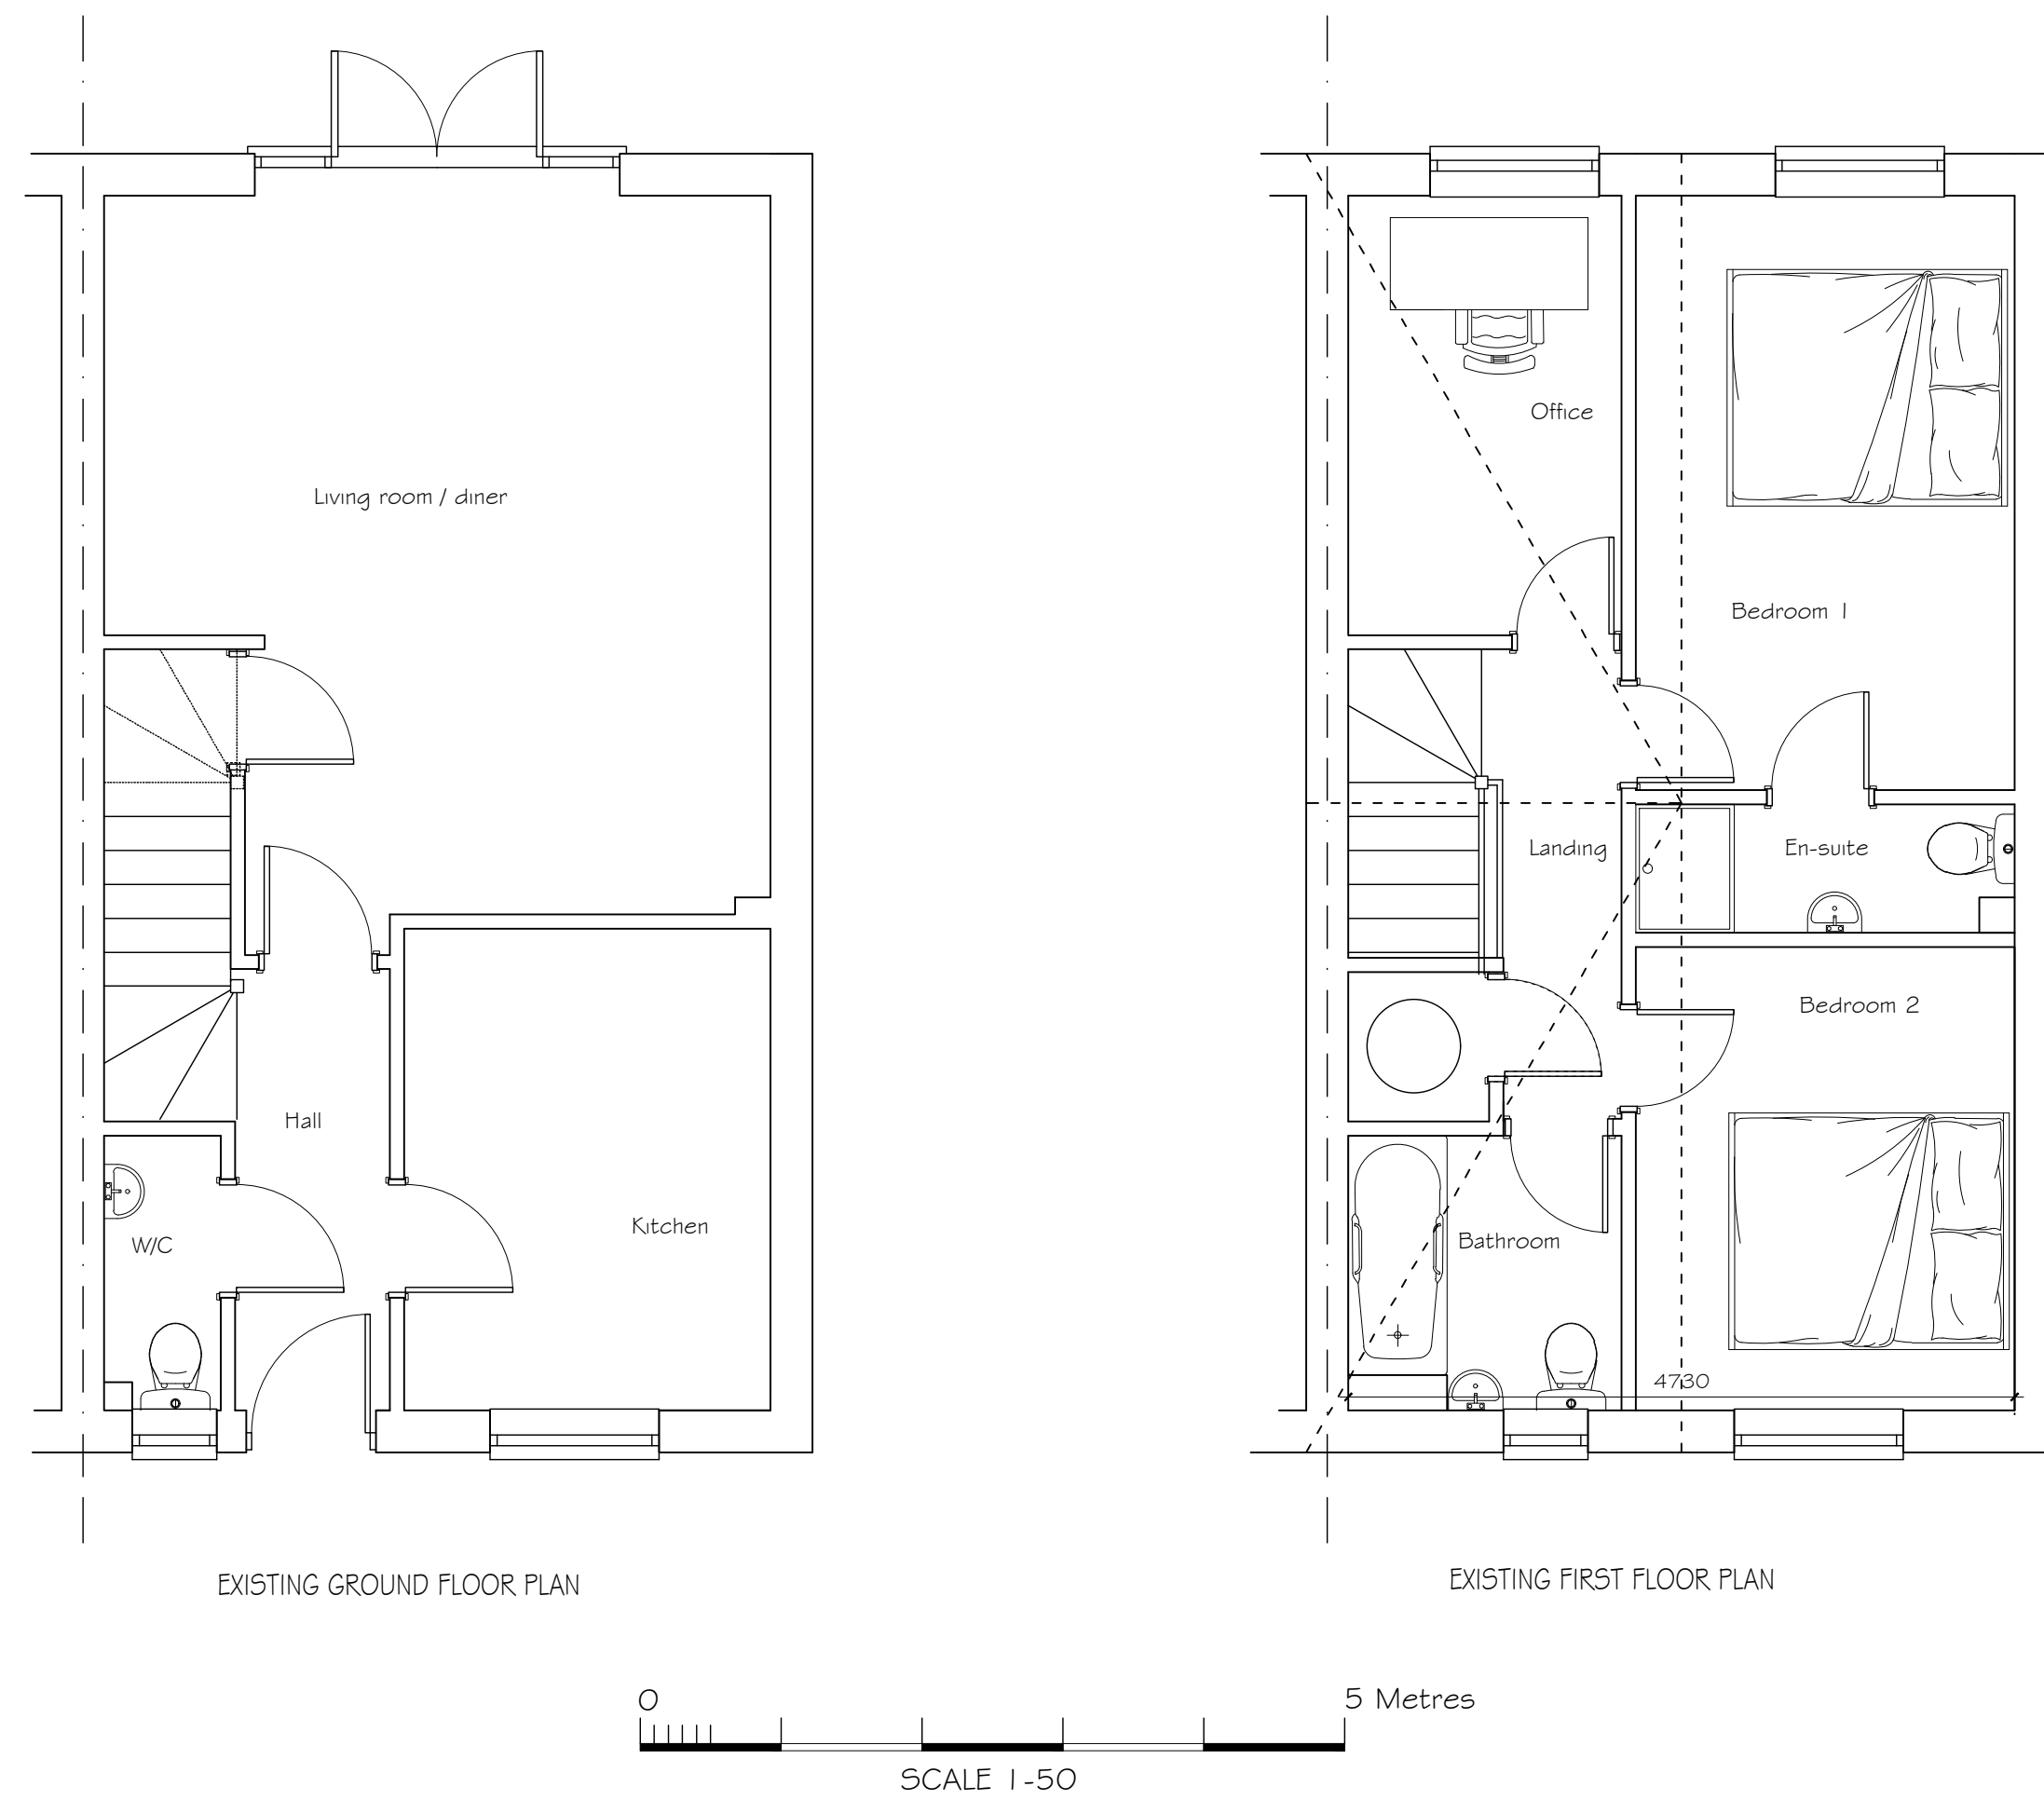 Living room / diner
Hall
W/C
Kitchen
EXISTING GROUND FLOOR PLAN
Office
Bedroom 1
Landing
En-suite
Bedroom 2
Bathroom
4730
EXISTING FIRST FLOOR PLAN
0
5 Metres
SCALE 1-50